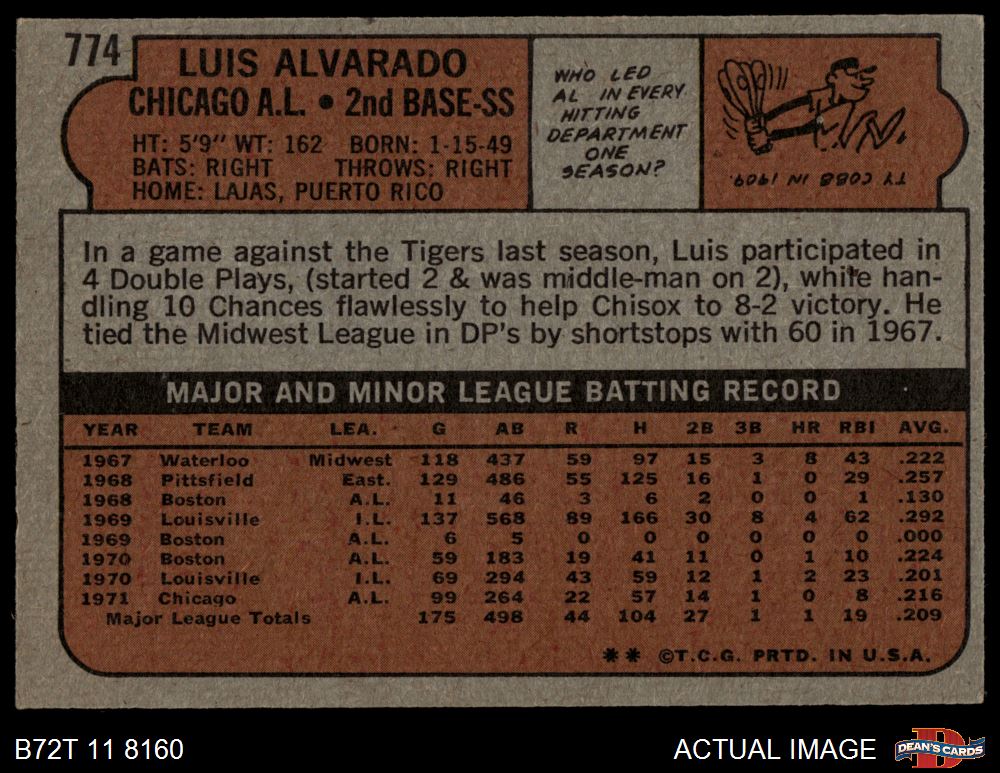 774
LUIS ALVARADO
CHICAGO A.L. • 2nd BASE-SS
HT: 5'9" WT: 162 BORN: 1-15-49
BATS: RIGHT THROWS: RIGHT
HOME: LAJAS, PUERTO RICO
WHO LED
AL IN EVERY
HITTING
DEPARTMENT
ONE
SEASON?
TY COBB IN 1909.
In a game against the Tigers last season, Luis participated in
4 Double Plays, (started 2 & was middle-man on 2), while han-
dling 10 Chances flawlessly to help Chisox to 8-2 victory. He
tied the Midwest League in DP's by shortstops with 60 in 1967.
MAJOR AND MINOR LEAGUE BATTING RECORD
YEAR TEAM LEA. G AB R H 2B 3B HR RBI AVG.
1967 Waterloo Midwest 118 437 59 97 15 3 8 43 .222
1968 Pittsfield East. 129 486 55 125 16 1 0 29 .257
1968 Boston A.L. 11 46 3 6 2 0 0 1 .130
1969 Louisville I.L. 137 568 89 166 30 8 4 62 .292
1969 Boston A.L. 6 5 0 0 0 0 0 0 .000
1970 Boston A.L. 59 183 19 41 11 0 1 10 .224
1970 Louisville I.L. 69 294 43 59 12 1 2 23 .201
1971 Chicago A.L. 99 264 22 57 14 1 0 8 .216
Major League Totals 175 498 44 104 27 1 1 19 .209
** ©T.C.G. PRTD. IN U.S.A.
B72T 11 8160
ACTUAL IMAGE
DEAN'S CARDS